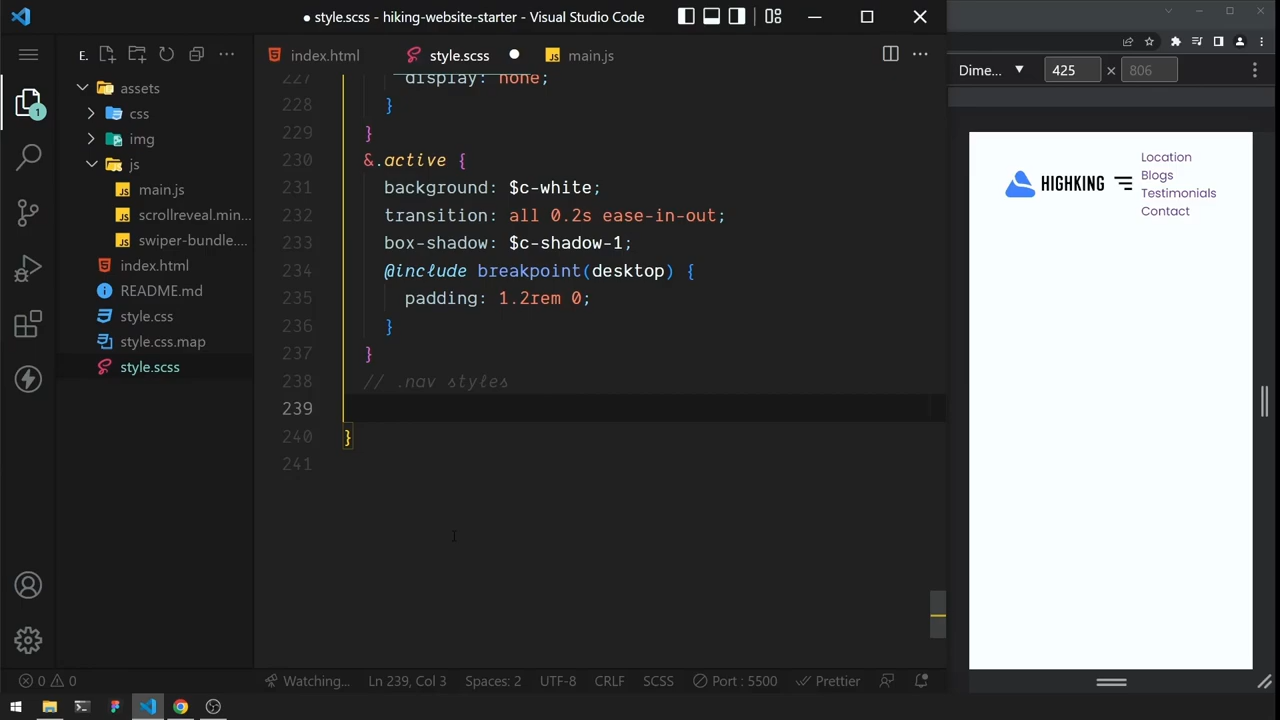 style.scss - hiking-website-starter - Visual Studio Code
E.
index.html
style.scss
main.js
assets
css
img
js
main.js
scrollreveal.min...
swiper-bundle....
index.html
README.md
style.css
style.css.map
style.scss
1
227 display: none;
228 }
229 }
230 &.active {
231 background: $c-white;
232 transition: all 0.2s ease-in-out;
233 box-shadow: $c-shadow-1;
234 @include breakpoint(desktop) {
235 padding: 1.2rem 0;
236 }
237 }
238 // .nav styles
239
240 }
241
Dime... ▼ 425 × 806
HIGHKING
Location
Blogs
Testimonials
Contact
0 0 Watching... Ln 239, Col 3 Spaces: 2 UTF-8 CRLF SCSS Port : 5500 Prettier